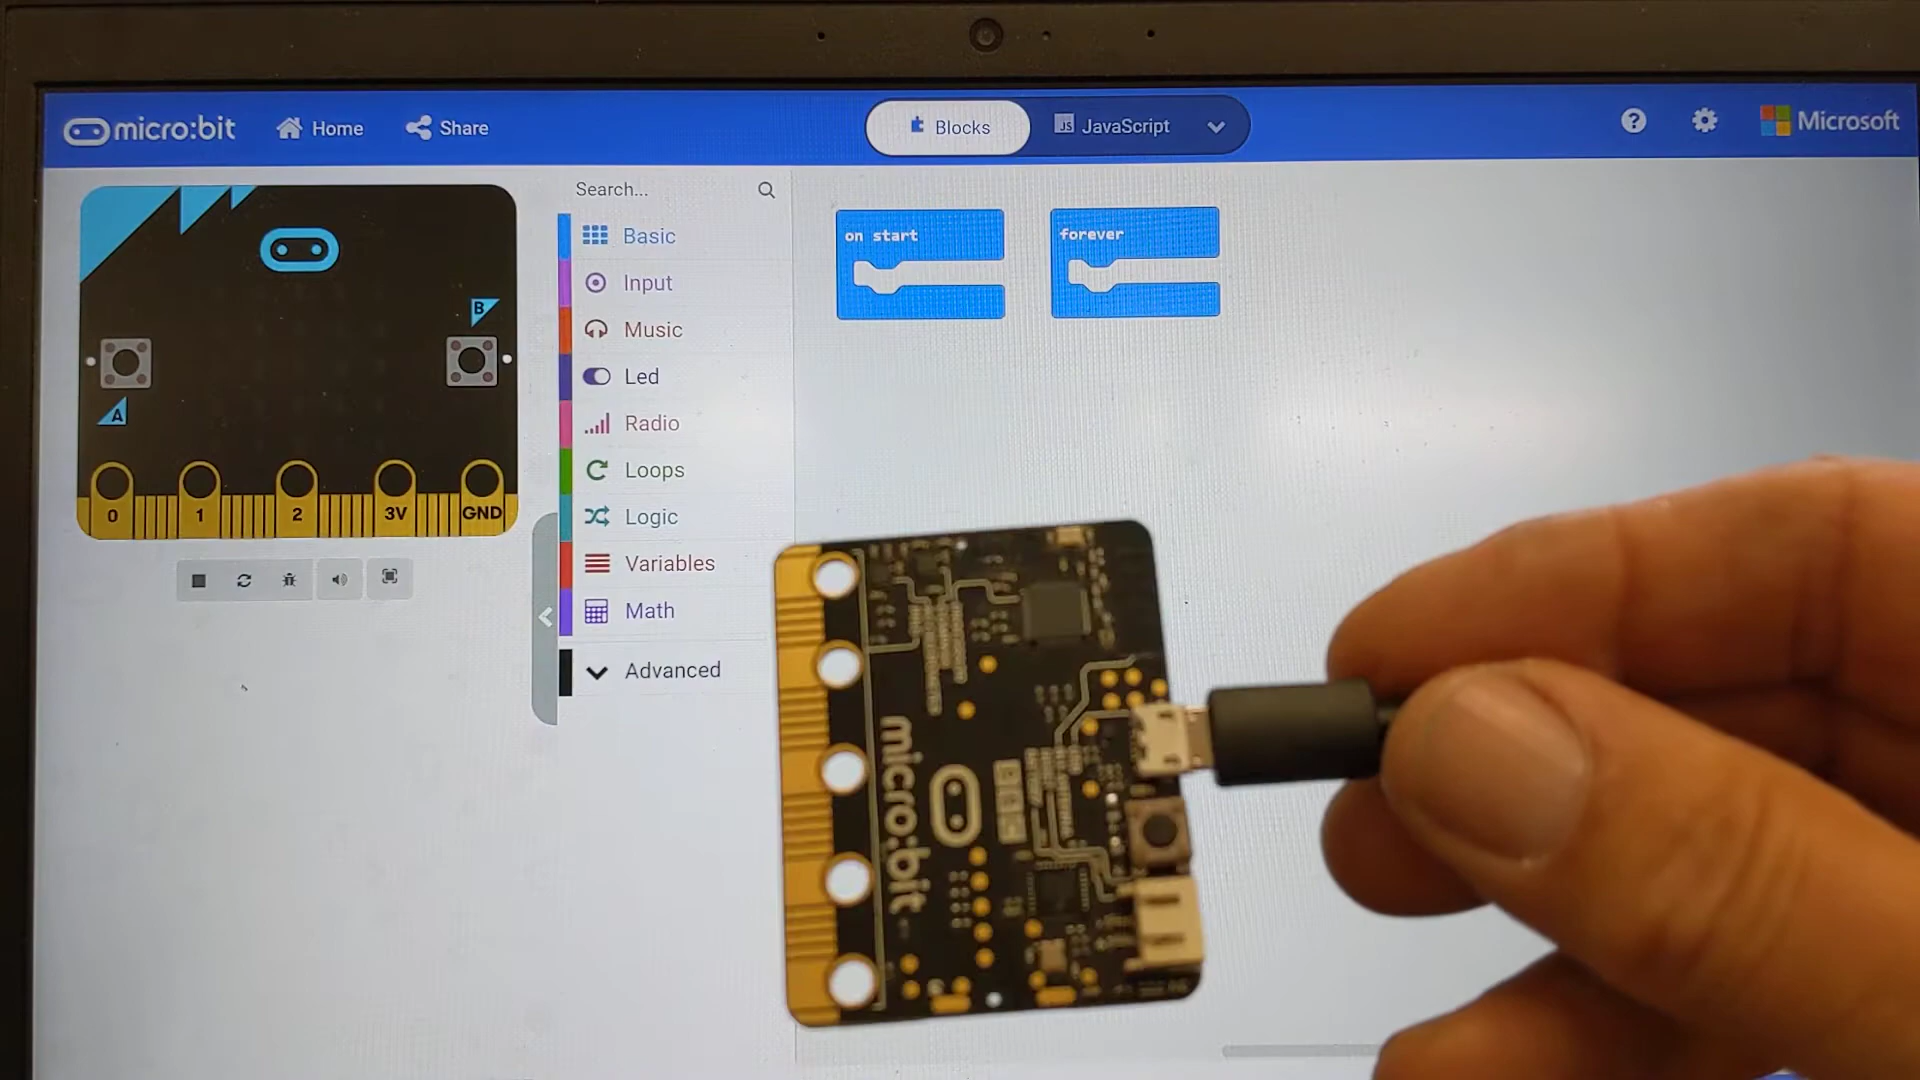 micro:bit Home Share Blocks JS JavaScript ? Microsoft
Search...
Basic
Input
Music
Led
Radio
Loops
Logic
Variables
Math
Advanced
B
A
0 1 2 3V GND
on start
forever
micro:bit